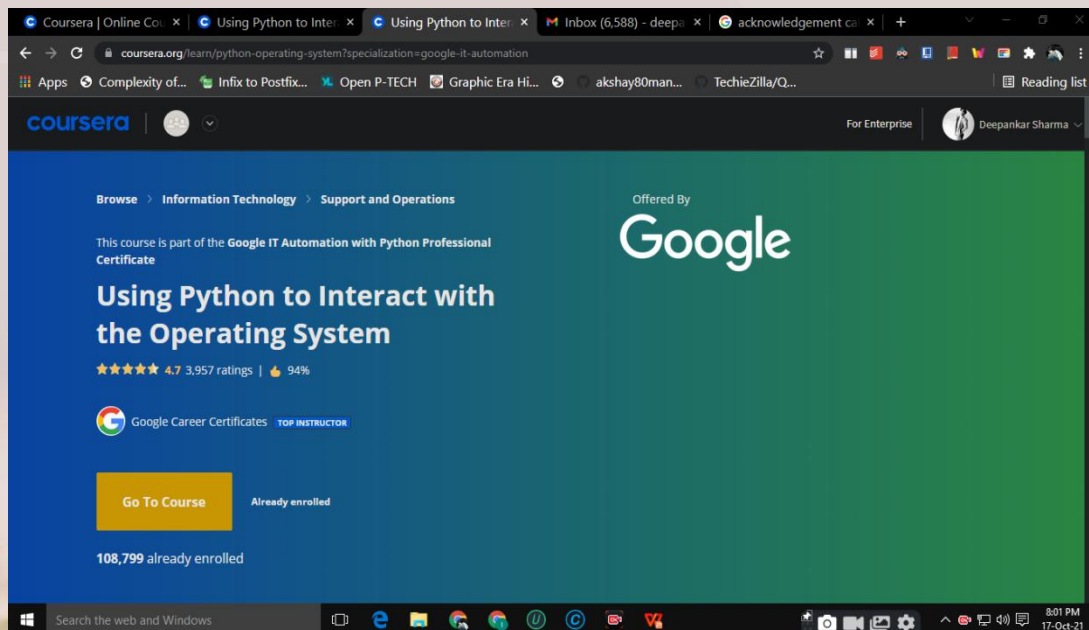 Coursera | Online Cou
Using Python to Inter
Using Python to Inter
Inbox (6,588) - deepa
acknowledgement ca
coursera.org/learn/python-operating-system?specialization=google-it-automation
Apps
Complexity of...
Infix to Postfix...
Open P-TECH
Graphic Era Hi...
akshay80man...
TechieZilla/Q...
Reading list
coursera
For Enterprise
Deepankar Sharma
Browse > Information Technology > Support and Operations
Offered By
Google
This course is part of the Google IT Automation with Python Professional
Certificate
Using Python to Interact with
the Operating System
4.7 3,957 ratings | 94%
Google Career Certificates TOP INSTRUCTOR
Go To Course
Already enrolled
108,799 already enrolled
Search the web and Windows
8:01 PM
17-Oct-21